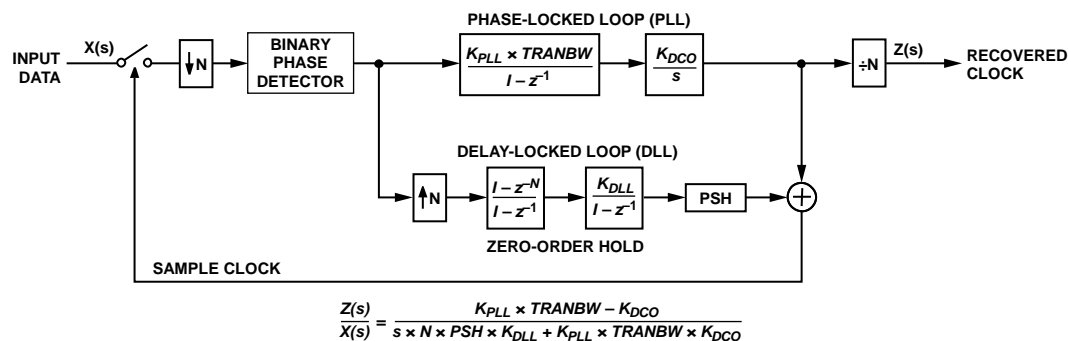 PHASE-LOCKED LOOP (PLL)
INPUT DATA
X(s)
↓N
BINARY PHASE DETECTOR
K_PLL × TRANBW
I – z^–1
K_DCO
s
÷N
Z(s)
RECOVERED CLOCK
DELAY-LOCKED LOOP (DLL)
↑N
I – z^–N
I – z^–1
K_DLL
I – z^–1
PSH
+
ZERO-ORDER HOLD
SAMPLE CLOCK
Z(s) / X(s) = K_PLL × TRANBW – K_DCO / s × N × PSH × K_DLL + K_PLL × TRANBW × K_DCO